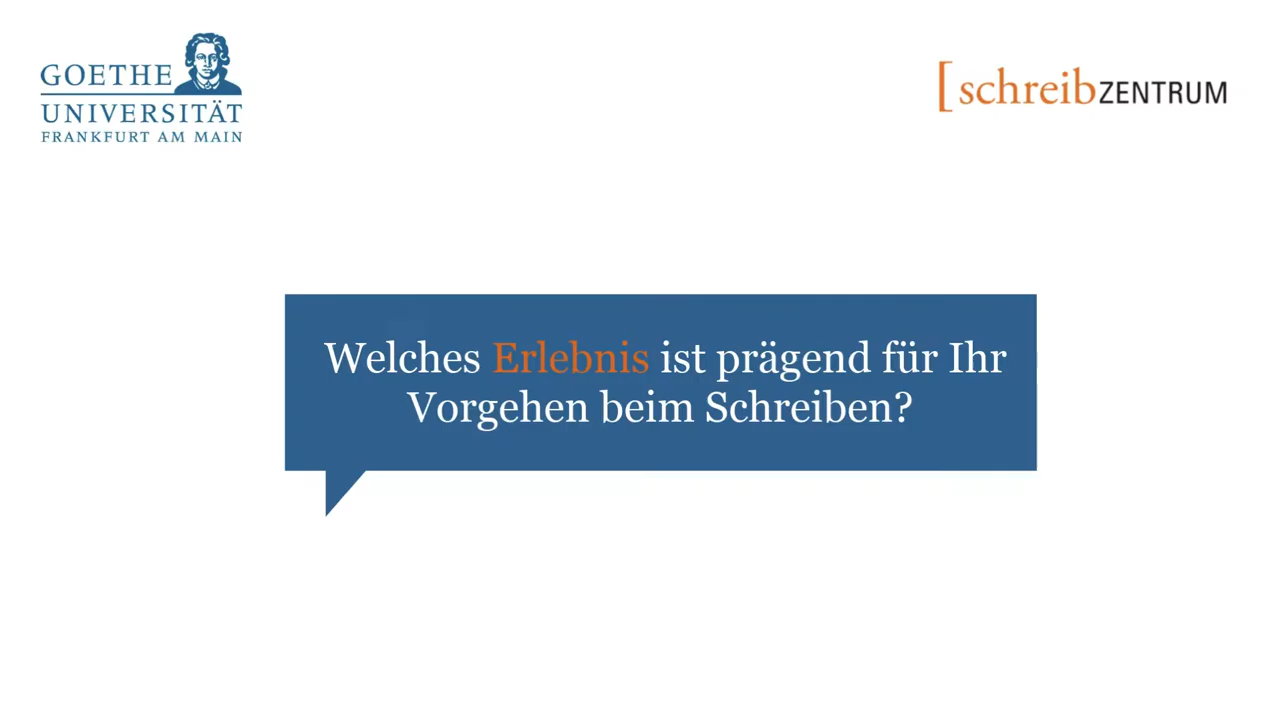 GOETHE
UNIVERSITÄT
FRANKFURT AM MAIN
[schreibZENTRUM
Welches Erlebnis ist prägend für Ihr
Vorgehen beim Schreiben?